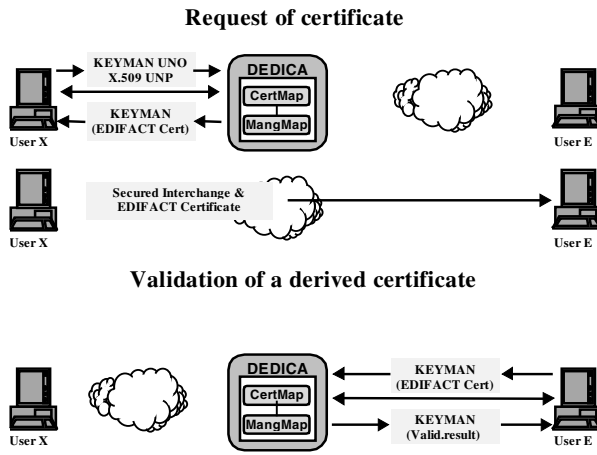 Request of certificate
KEYMAN UNO
X.509 UNP
DEDICA
CertMap
MangMap
KEYMAN
(EDIFACT Cert)
User X
User E
Secured Interchange &
EDIFACT Certificate
User X
User E
Validation of a derived certificate
DEDICA
CertMap
MangMap
KEYMAN
(EDIFACT Cert)
KEYMAN
(Valid.result)
User X
User E